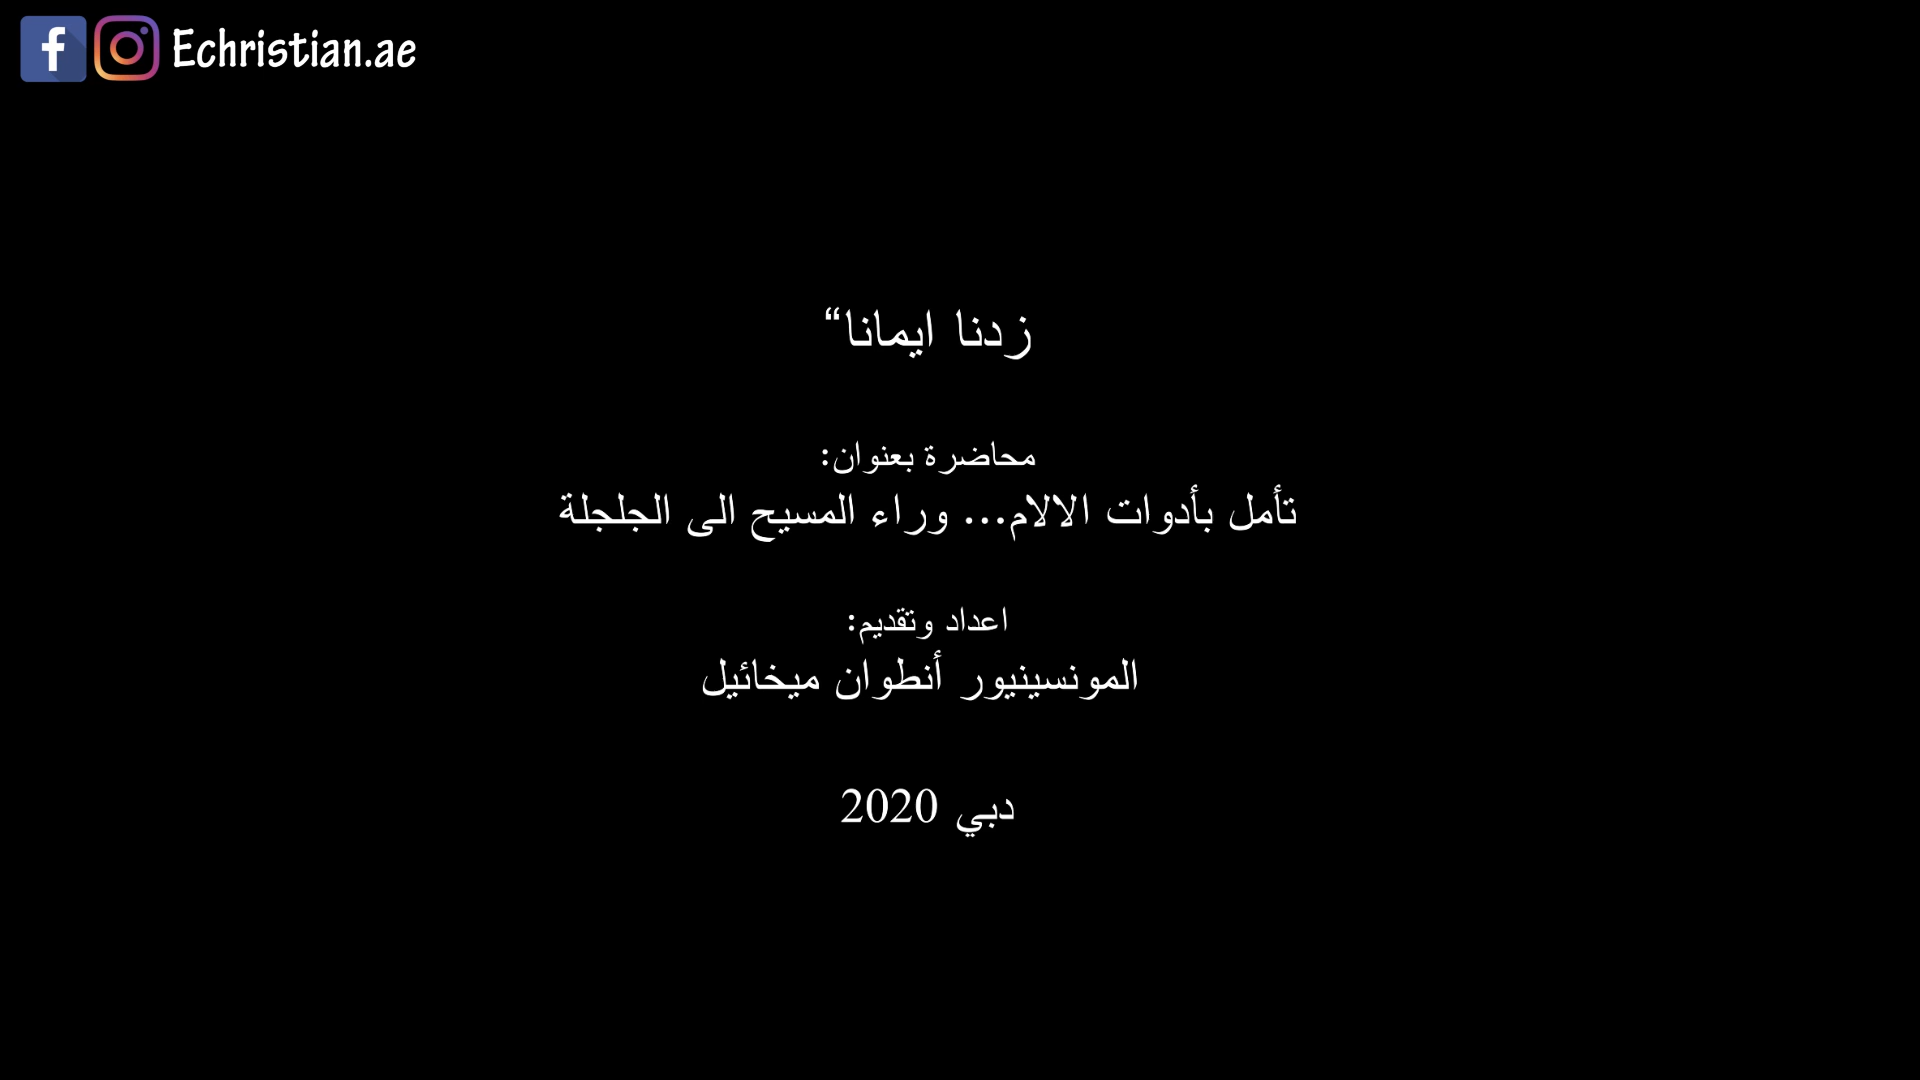 Echristian.ae
زدنا ايمانا“
محاضرة بعنوان:
تأمل بأدوات الالام... وراء المسيح الى الجلجلة
اعداد وتقديم:
المونسينيور أنطوان ميخائيل
دبي 2020